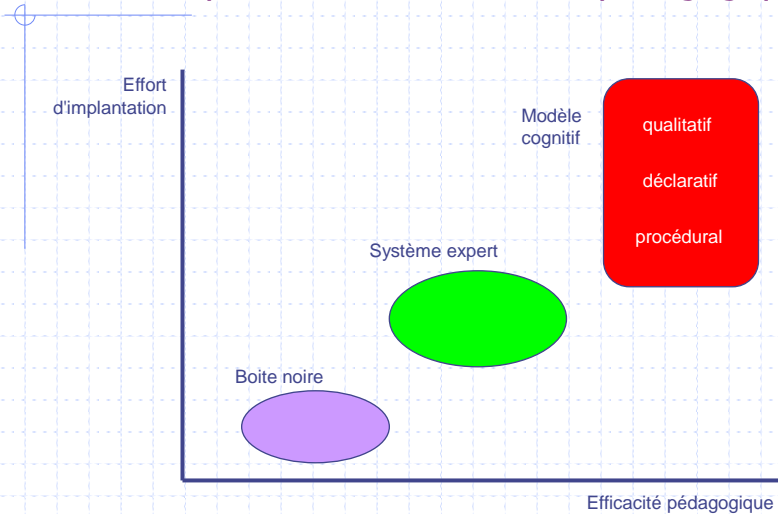 Effort
d'implantation
Modèle
cognitif
qualitatif
déclaratif
procédural
Système expert
Boite noire
Efficacité pédagogique